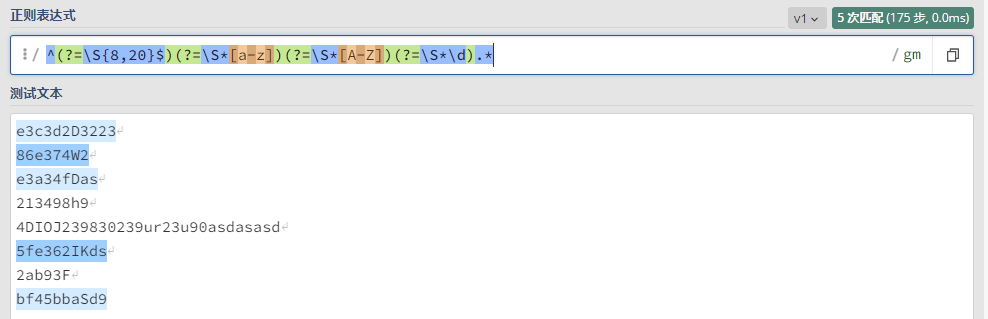 正则表达式
v1 5 次匹配 (175 步, 0.0ms)
/ ^(?=\S{8,20}$)(?=\S*[a-z])(?=\S*[A-Z])(?=\S*\d).* / gm
测试文本
e3c3d2D3223
86e374W2
e3a34fDas
213498h9
4DIOJ239830239ur23u90asdasasd
5fe362IKds
2ab93F
bf45bbaSd9